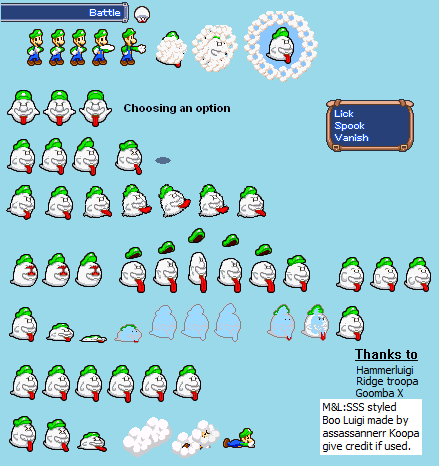 Battle
Choosing an option
Lick
Spook
Vanish
Thanks to
Hammerluigi
Ridge troopa
Goomba X
M&L:SSS styled
Boo Luigi made by
assassannerr Koopa
give credit if used.